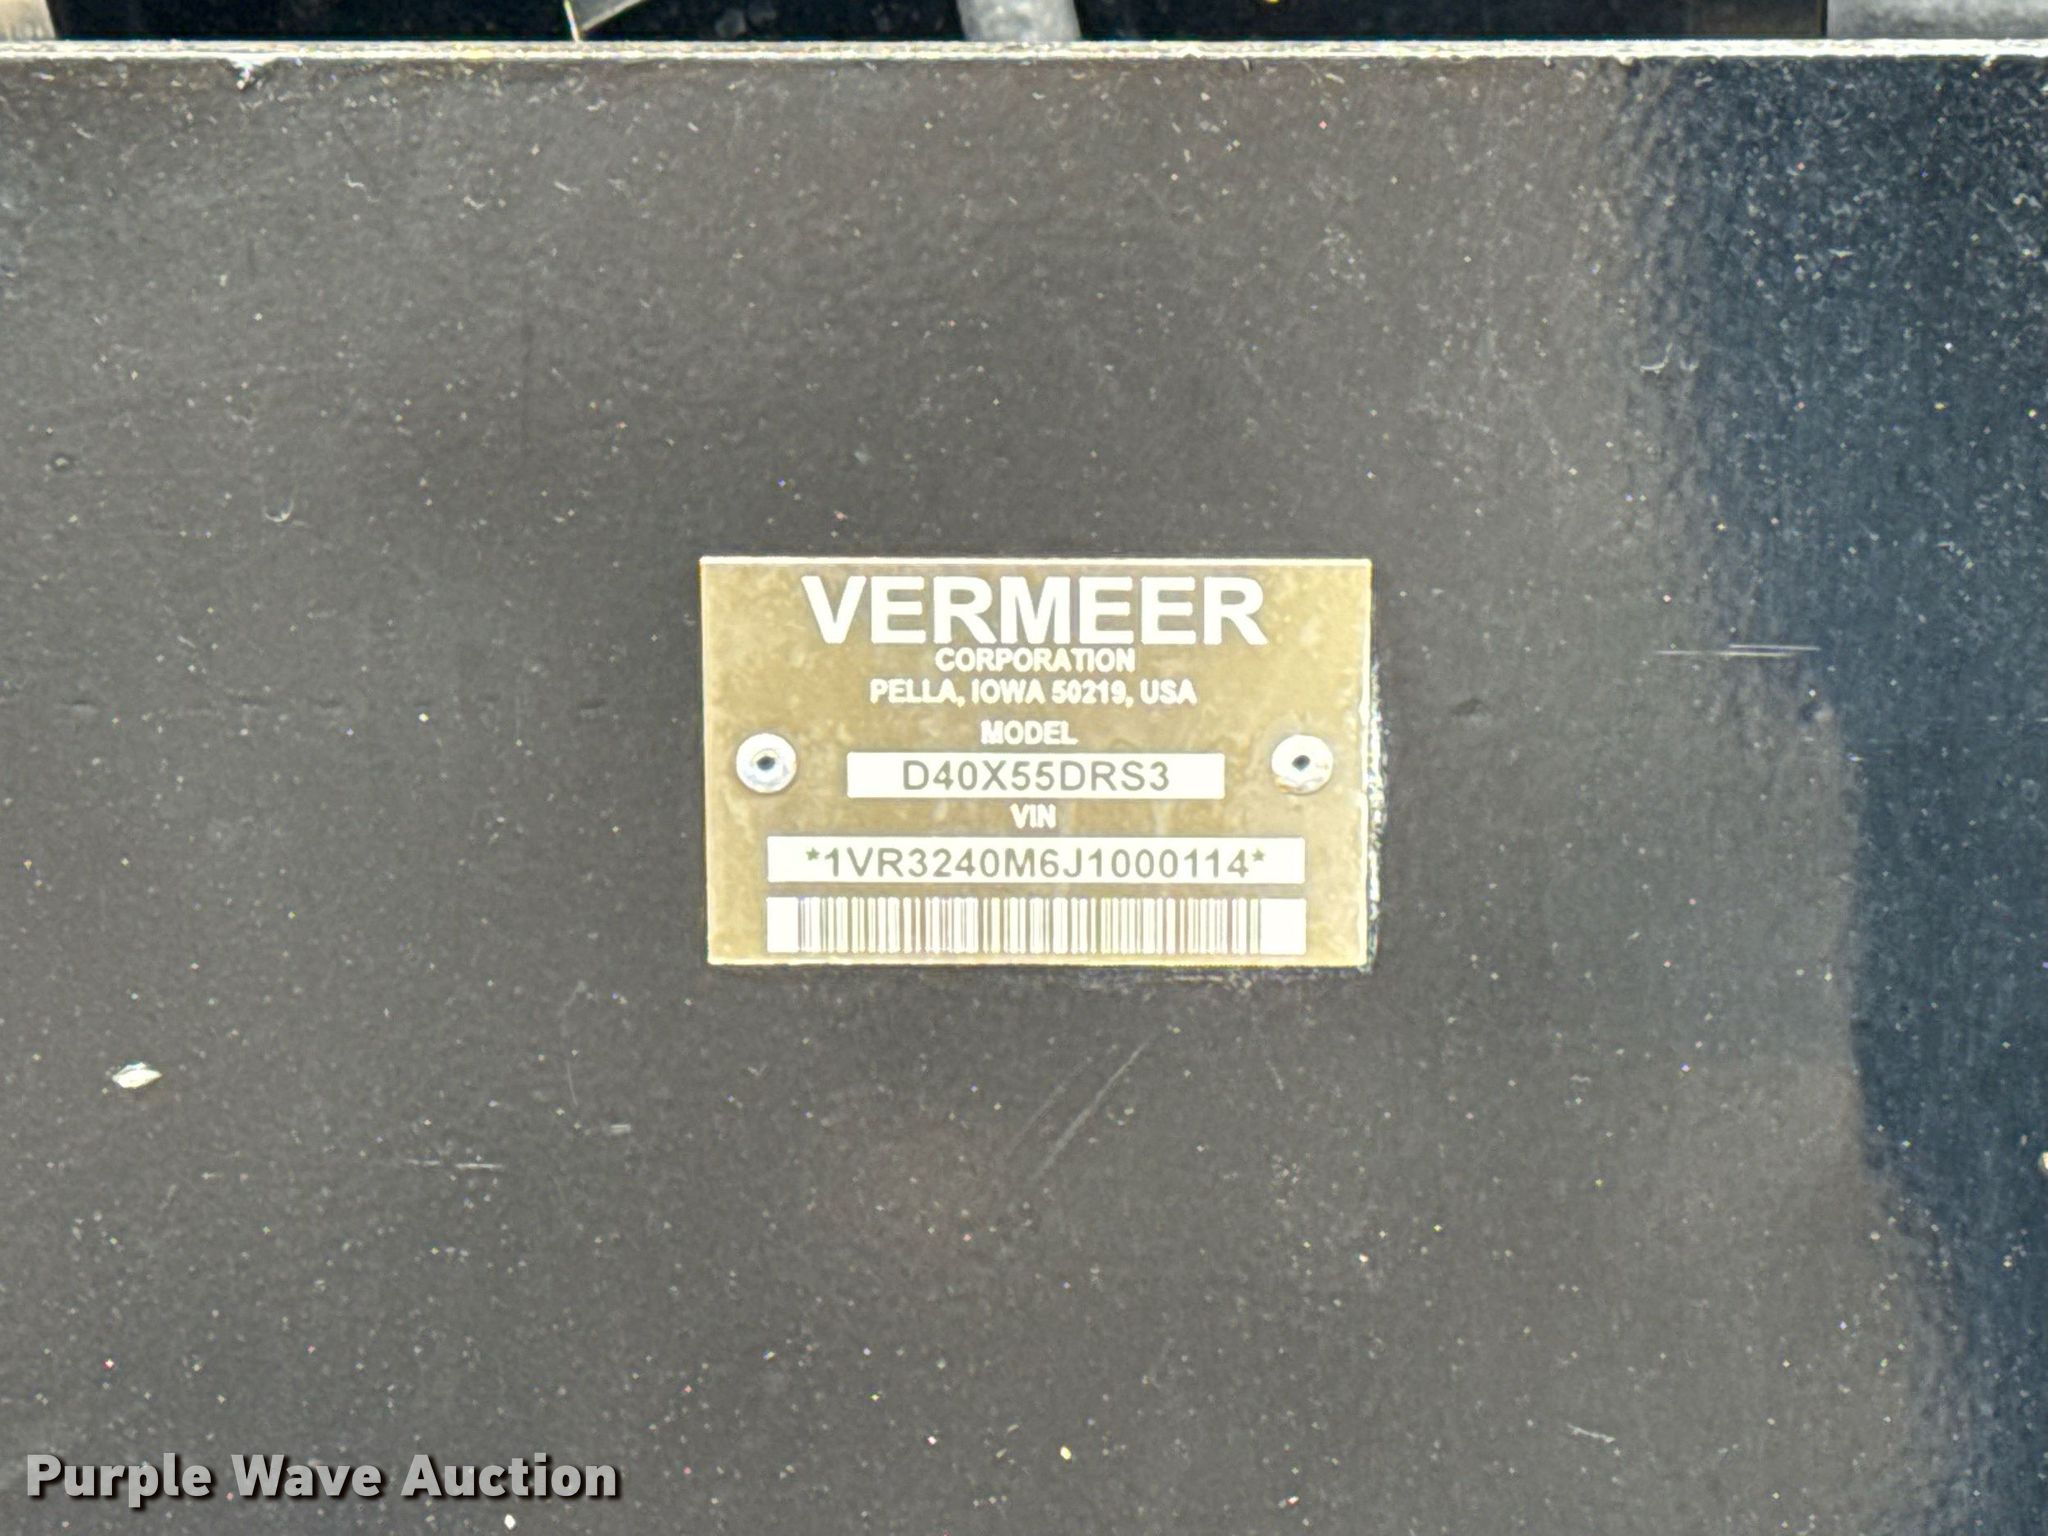 VERMEER
CORPORATION
PELLA, IOWA 50219, USA
MODEL
D40X55DRS3
VIN
*1VR3240M6J1000114*
Purple Wave Auction